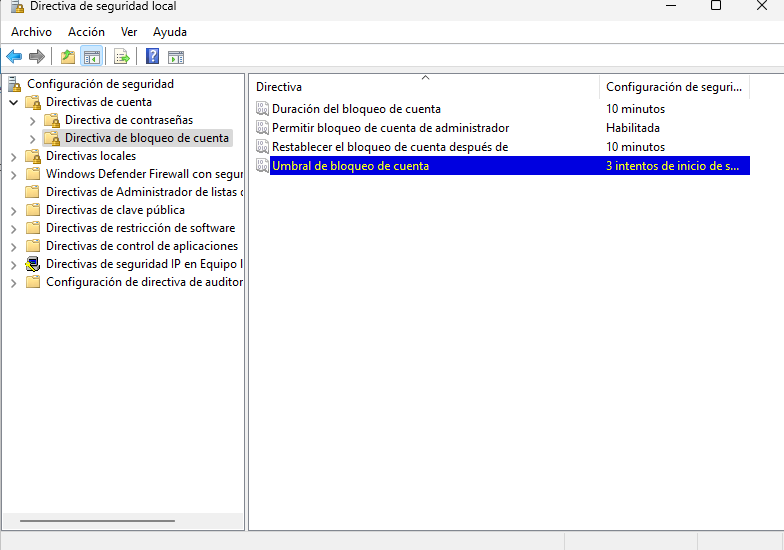 Directiva de seguridad local
Archivo Acción Ver Ayuda
Configuración de seguridad
Directivas de cuenta
Directiva de contraseñas
Directiva de bloqueo de cuenta
Directivas locales
Windows Defender Firewall con segur
Directivas de Administrador de listas d
Directivas de clave pública
Directivas de restricción de software
Directivas de control de aplicaciones
Directivas de seguridad IP en Equipo l
Configuración de directiva de auditor
Directiva Configuración de seguri...
Duración del bloqueo de cuenta 10 minutos
Permitir bloqueo de cuenta de administrador Habilitada
Restablecer el bloqueo de cuenta después de 10 minutos
Umbral de bloqueo de cuenta 3 intentos de inicio de s...